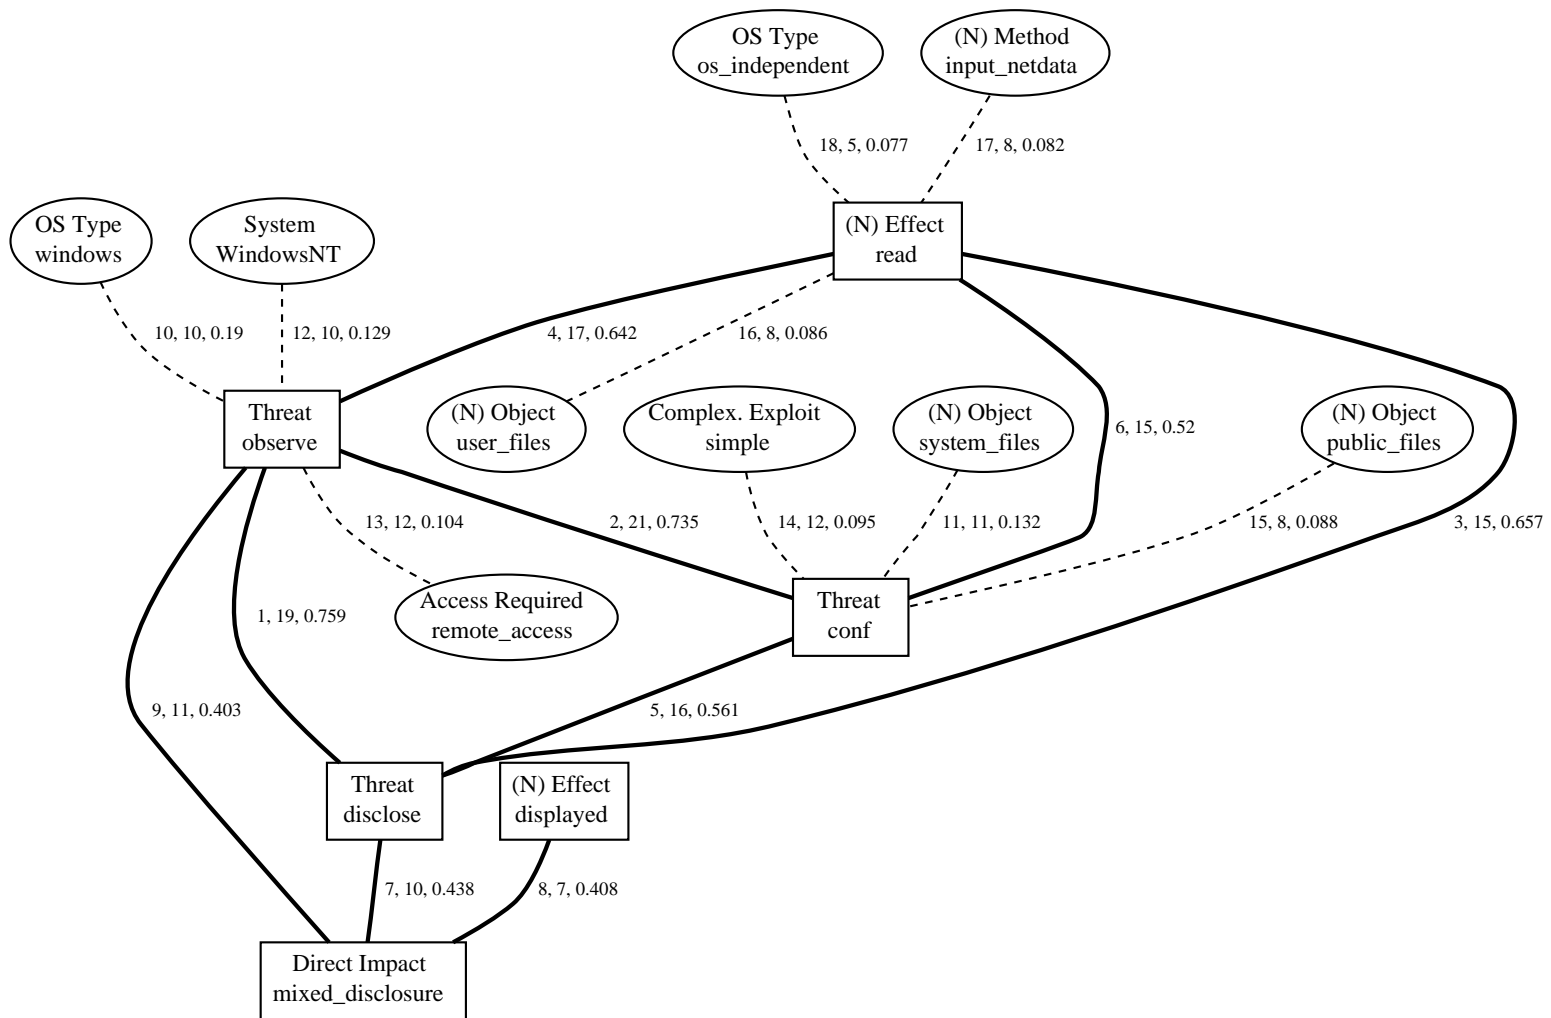 OS Type
os_independent
(N) Method
input_netdata
18, 5, 0.077
17, 8, 0.082
OS Type
windows
System
WindowsNT
(N) Effect
read
10, 10, 0.19
12, 10, 0.129
4, 17, 0.642
16, 8, 0.086
Threat
observe
(N) Object
user_files
Complex. Exploit
simple
(N) Object
system_files
6, 15, 0.52
(N) Object
public_files
13, 12, 0.104
2, 21, 0.735
14, 12, 0.095
11, 11, 0.132
15, 8, 0.088
3, 15, 0.657
1, 19, 0.759
Access Required
remote_access
Threat
conf
9, 11, 0.403
5, 16, 0.561
Threat
disclose
(N) Effect
displayed
7, 10, 0.438
8, 7, 0.408
Direct Impact
mixed_disclosure